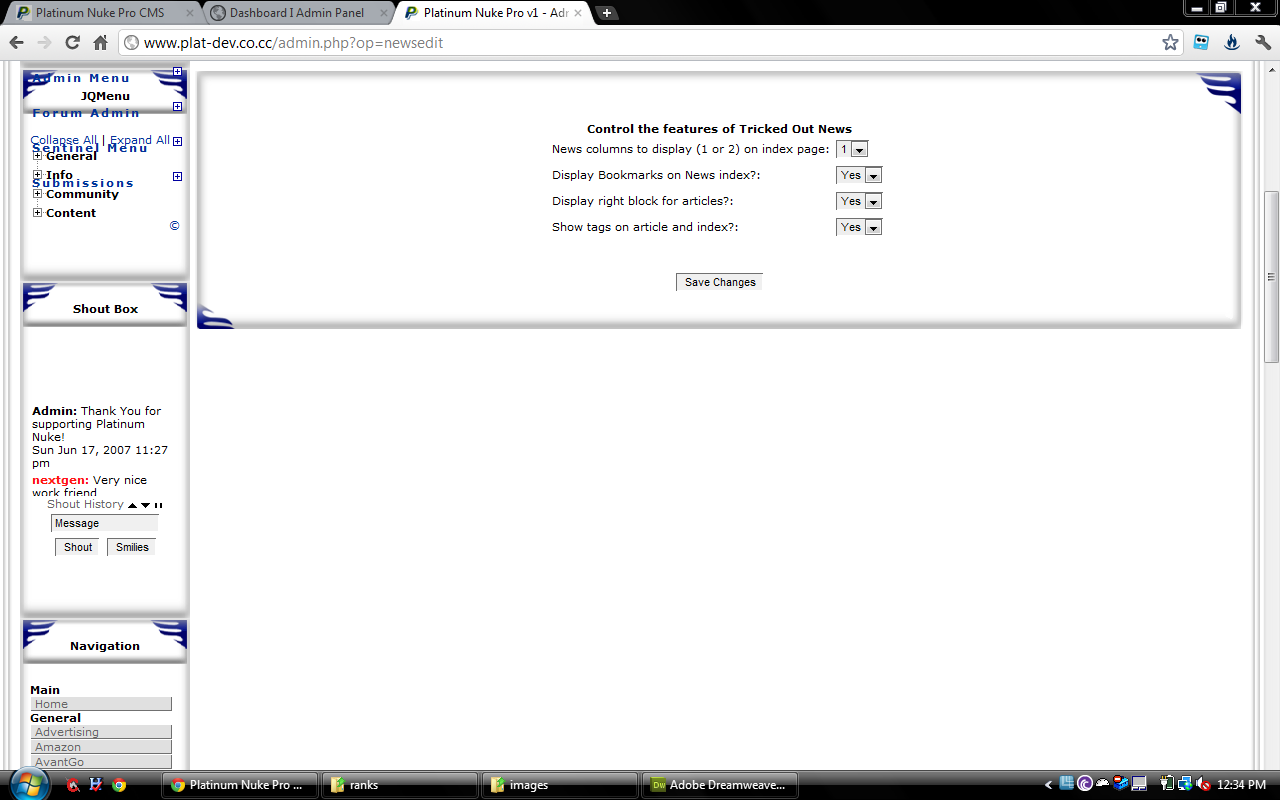 Platinum Nuke Pro CMS
Dashboard I Admin Panel
Platinum Nuke Pro v1 - Adr
www.plat-dev.co.cc/admin.php?op=newsedit
Admin Menu
JQMenu
Forum Admin
Collapse All | Expand All
Sentinel Menu
General
Info
Submissions
Community
Content
©
Shout Box
Admin: Thank You for
supporting Platinum
Nuke!
Sun Jun 17, 2007 11:27
pm
nextgen: Very nice
work friend
Shout History
Message
Shout
Smilies
Navigation
Main
Home
General
Advertising
Amazon
AvantGo
Control the features of Tricked Out News
News columns to display (1 or 2) on index page: 1
Display Bookmarks on News index?: Yes
Display right block for articles?: Yes
Show tags on article and index?: Yes
Save Changes
Platinum Nuke Pro ...
ranks
images
Dw
Adobe Dreamweave...
12:34 PM